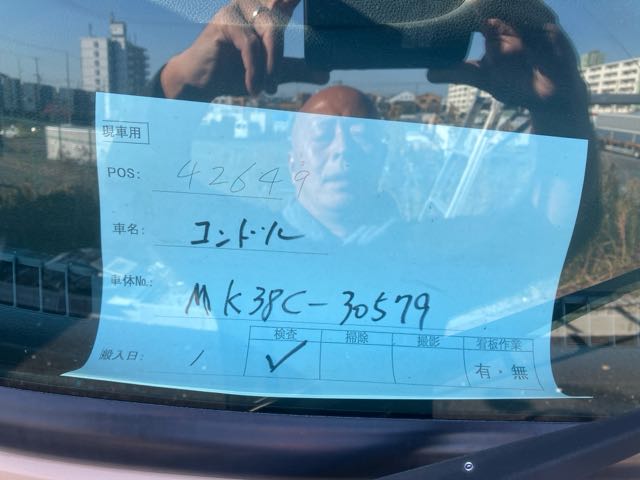 現車用
POS: 42649
車名: コンドル
車体No.: MK38C-30579
検査 掃除 撮影 看板作業
搬入日: / ✓ 有・無